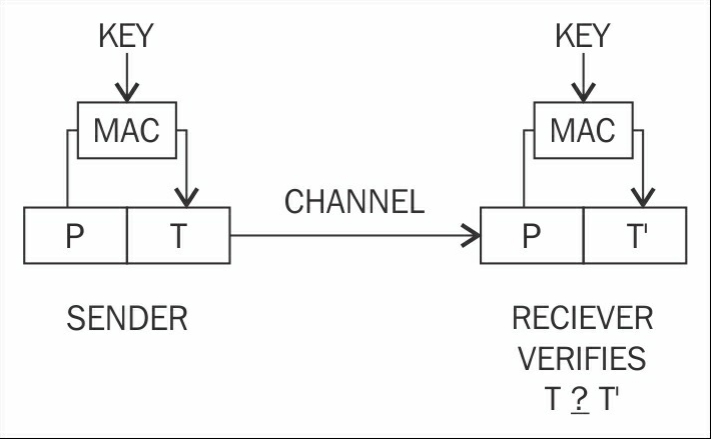 KEY
MAC
P
T
SENDER
CHANNEL
KEY
MAC
P
T'
RECIEVER
VERIFIES
T ? T'